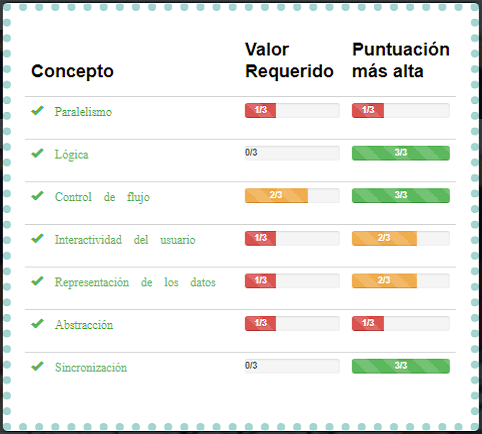 Concepto Valor Requerido Puntuación más alta
Paralelismo 1/3 1/3
Lógica 0/3 3/3
Control de flujo 2/3 3/3
Interactividad del usuario 1/3 2/3
Representación de los datos 1/3 2/3
Abstracción 1/3 1/3
Sincronización 0/3 3/3